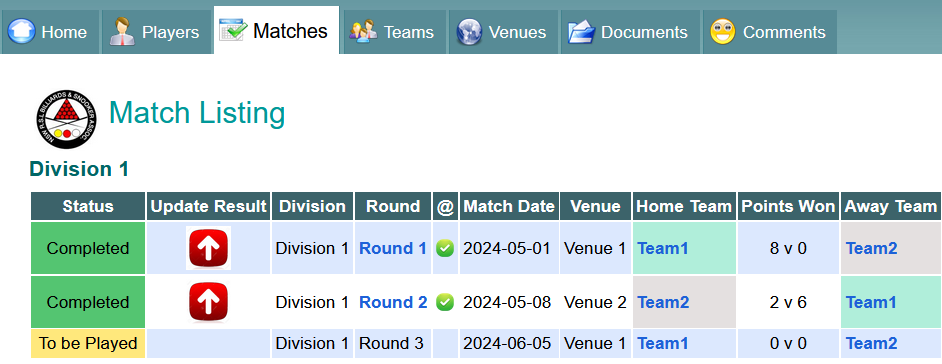 Home Players Matches Teams Venues Documents Comments
NSW R.S.L BILLIARDS & SNOOKER ASSOC.
Match Listing
Division 1
Status Update Result Division Round @ Match Date Venue Home Team Points Won Away Team
Completed Division 1 Round 1 2024-05-01 Venue 1 Team1 8 v 0 Team2
Completed Division 1 Round 2 2024-05-08 Venue 2 Team2 2 v 6 Team1
To be Played Division 1 Round 3 2024-06-05 Venue 1 Team1 0 v 0 Team2